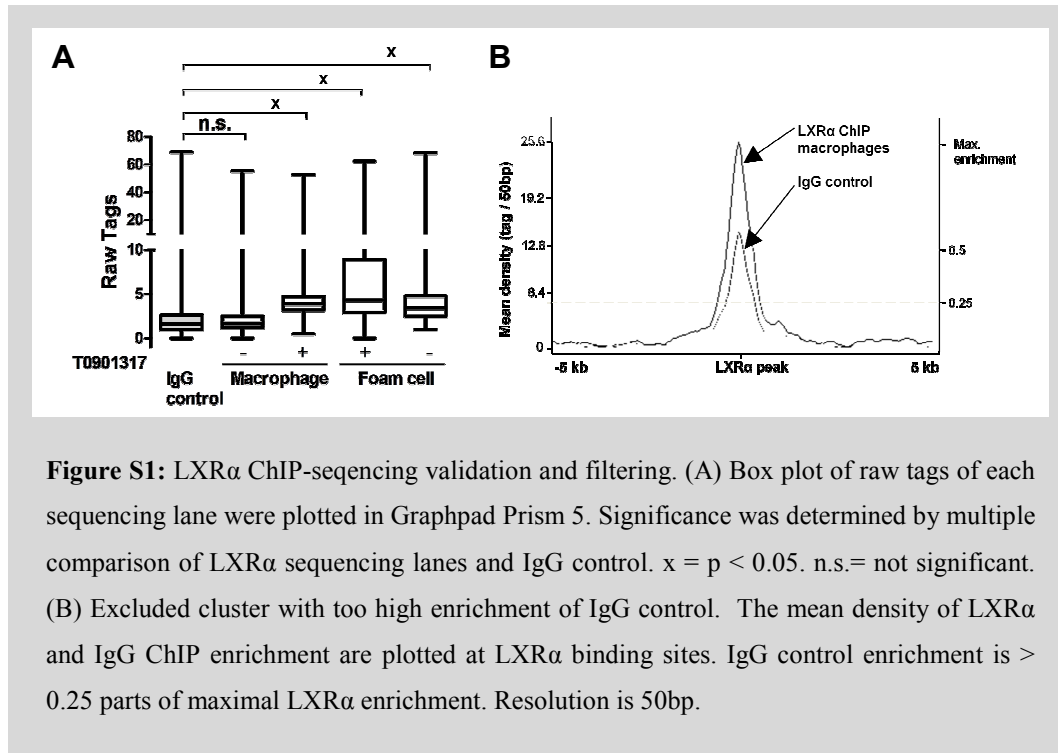 A
B
x
x
x
n.s.
80
60
40
20
10
5
0
Raw Tags
T0901317
-
+
+
-
IgG
control
Macrophage
Foam cell
25.6
19.2
12.8
6.4
0
Mean density (tag / 50bp)
LXRα ChIP
macrophages
IgG control
Max.
enrichment
0.5
0.25
-5 kb
LXRα peak
5 kb
Figure S1: LXRα ChIP-seqencing validation and filtering. (A) Box plot of raw tags of each
sequencing lane were plotted in Graphpad Prism 5. Significance was determined by multiple
comparison of LXRα sequencing lanes and IgG control. x = p < 0.05. n.s.= not significant.
(B) Excluded cluster with too high enrichment of IgG control. The mean density of LXRα
and IgG ChIP enrichment are plotted at LXRα binding sites. IgG control enrichment is >
0.25 parts of maximal LXRα enrichment. Resolution is 50bp.